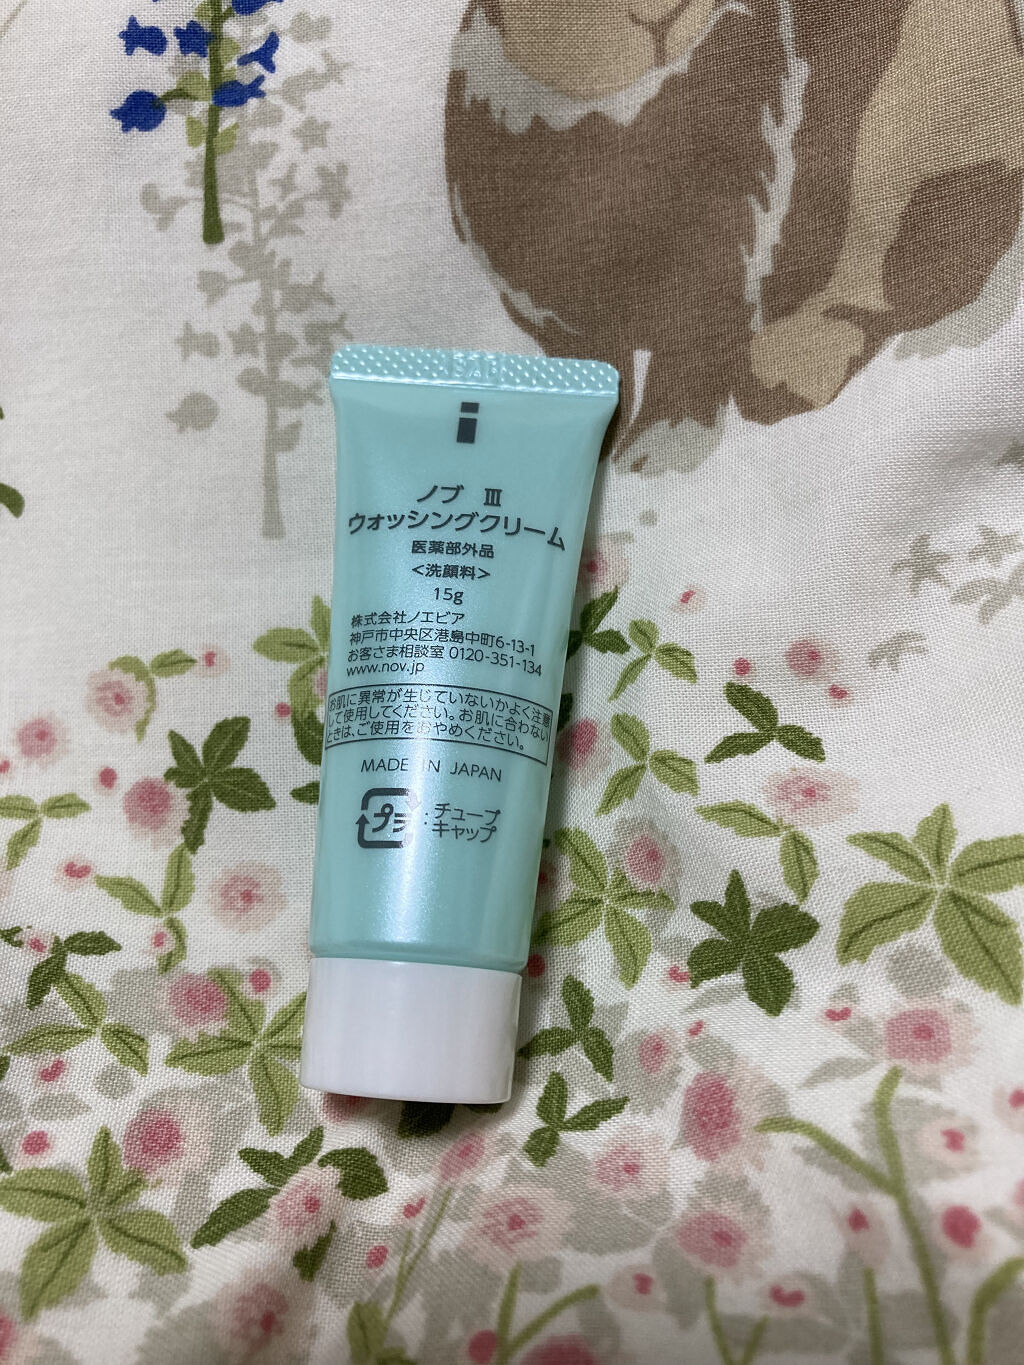 ノブ Ⅲ
ウォッシングクリーム
医薬部外品
<洗顔料>
15g
株式会社ノエビア
神戸市中央区港島中町6-13-1
お客さま相談室 0120-351-134
www.nov.jp
お肌に異常が生じていないかよく注意
して使用してください。お肌に合わない
ときは、ご使用をおやめください。
MADE IN JAPAN
プラ : チューブ
キャップ